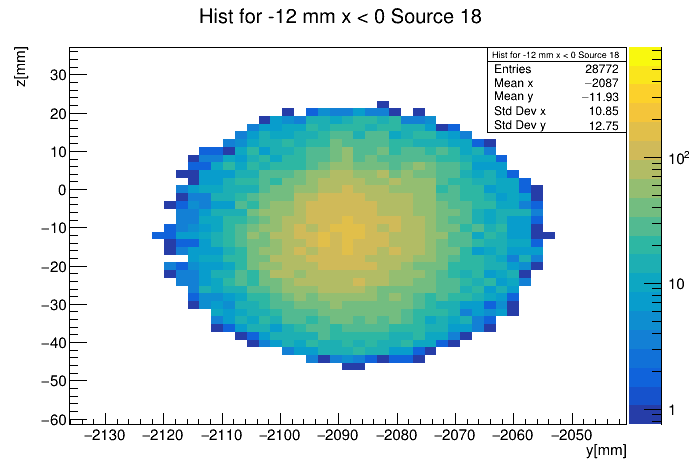 Hist for -12 mm x < 0 Source 18
z[mm]
Hist for -12 mm x < 0 Source 18
Entries 28772
Mean x −2087
Mean y −11.93
Std Dev x 10.85
Std Dev y 12.75
30
20
10
0
−10
−20
−30
−40
−50
−60
−2130 −2120 −2110 −2100 −2090 −2080 −2070 −2060 −2050
y[mm]
10²
10
1